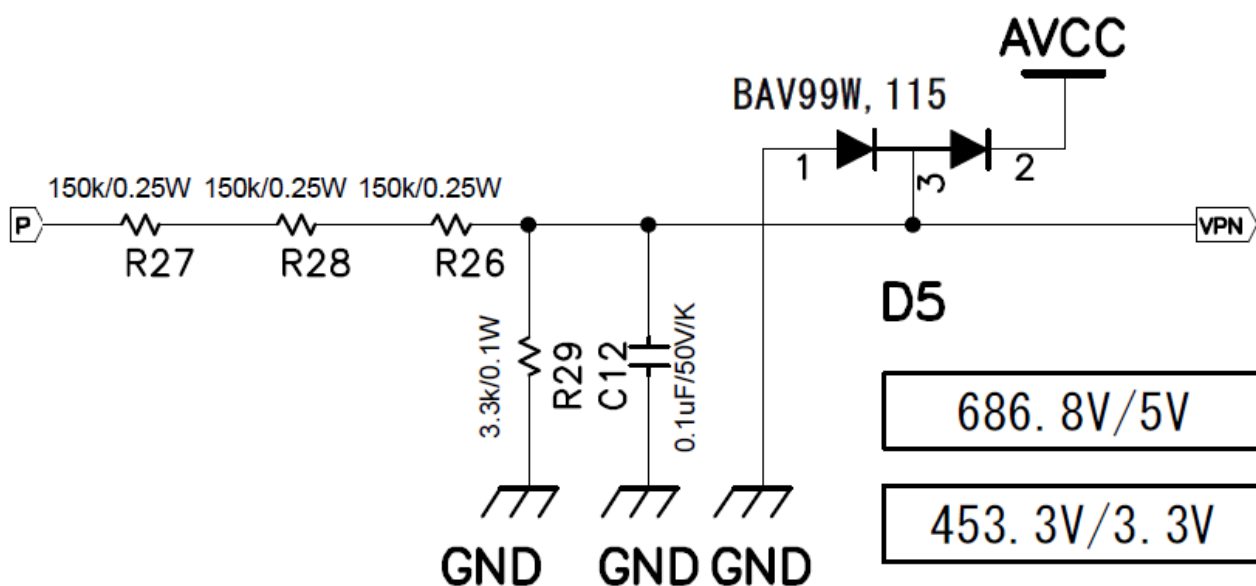 AVCC
BAV99W, 115
1
3
2
150k/0.25W
150k/0.25W
150k/0.25W
P
VPN
R27
R28
R26
D5
3.3k/0.1W
R29
C12
0.1uF/50V/K
686.8V/5V
453.3V/3.3V
GND
GND
GND